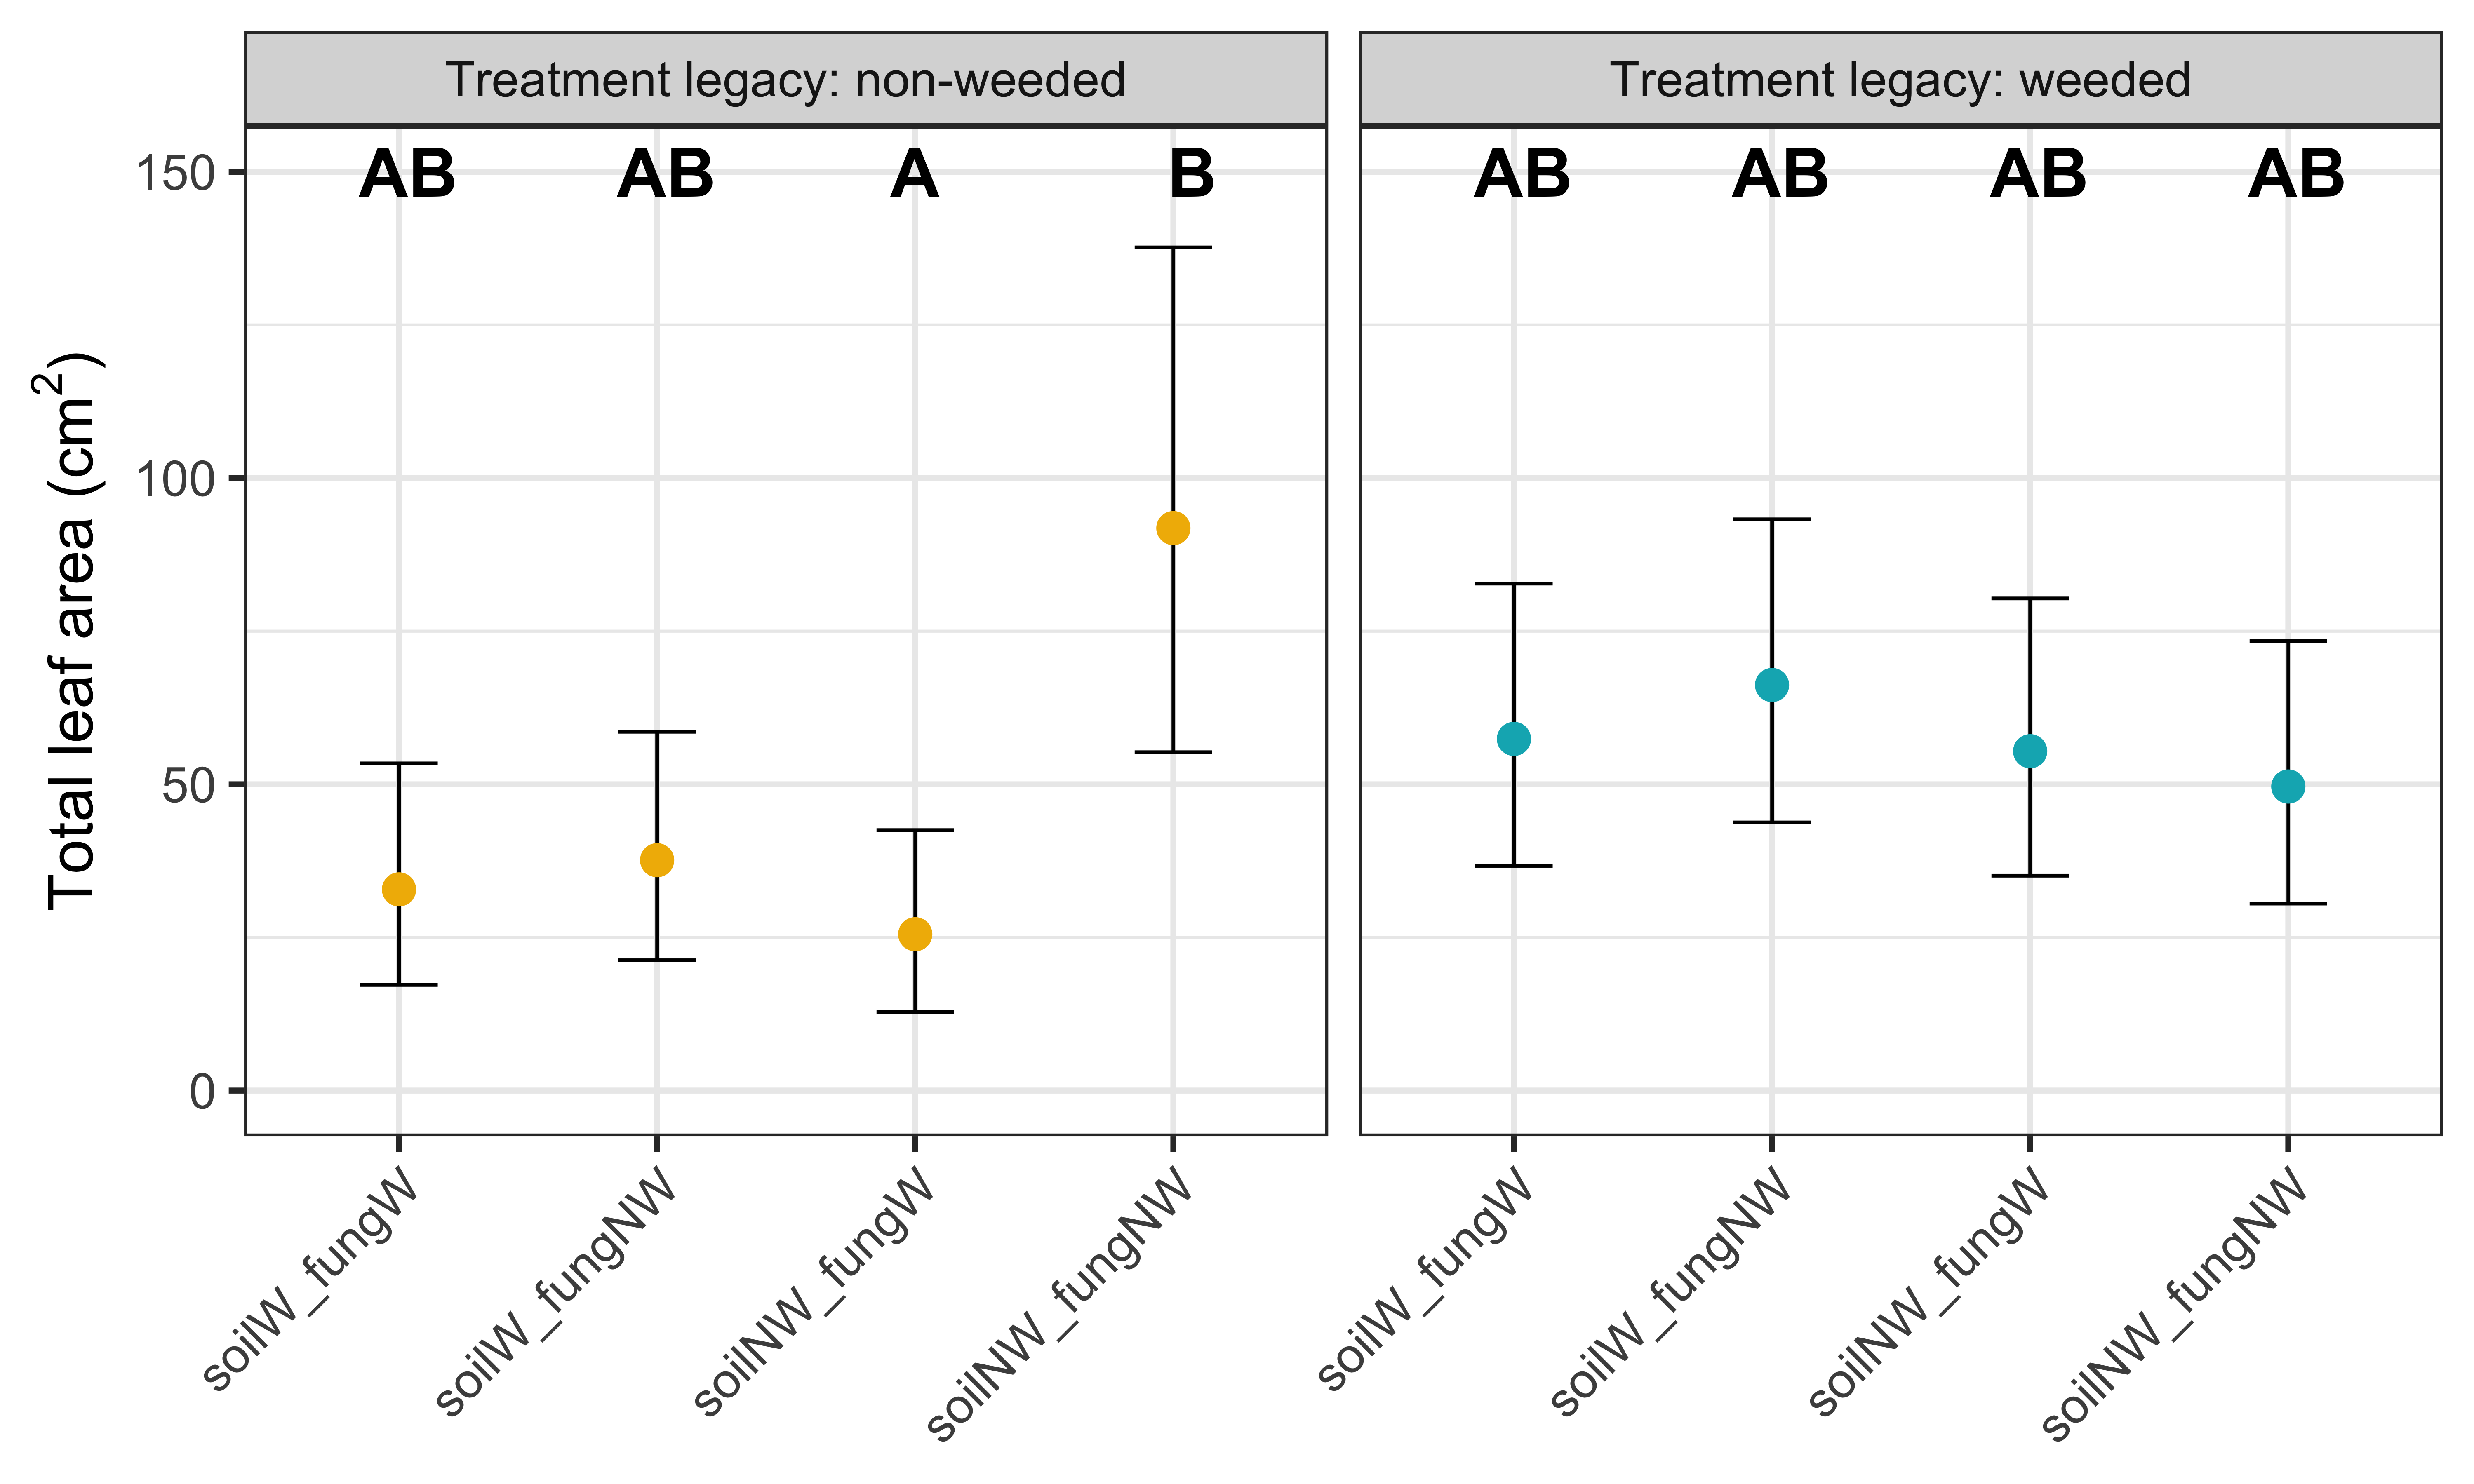 Treatment legacy: non-weeded
Treatment legacy: weeded
AB AB A B
AB AB AB AB
Total leaf area (cm²)
150
100
50
0
soilW_fungW
soilW_fungNW
soilNW_fungW
soilNW_fungNW
soilW_fungW
soilW_fungNW
soilNW_fungW
soilNW_fungNW